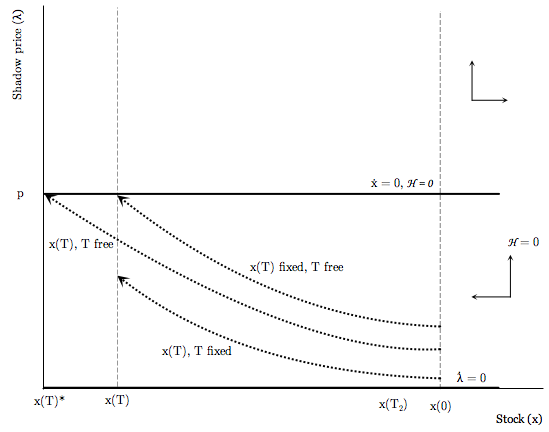 Shadow price (λ)
ẋ = 0, ℋ = 0
p
ℋ = 0
x(T), T free
x(T) fixed, T free
x(T), T fixed
λ̇ = 0
x(T)*
x(T)
x(T₂)
x(0)
Stock (x)